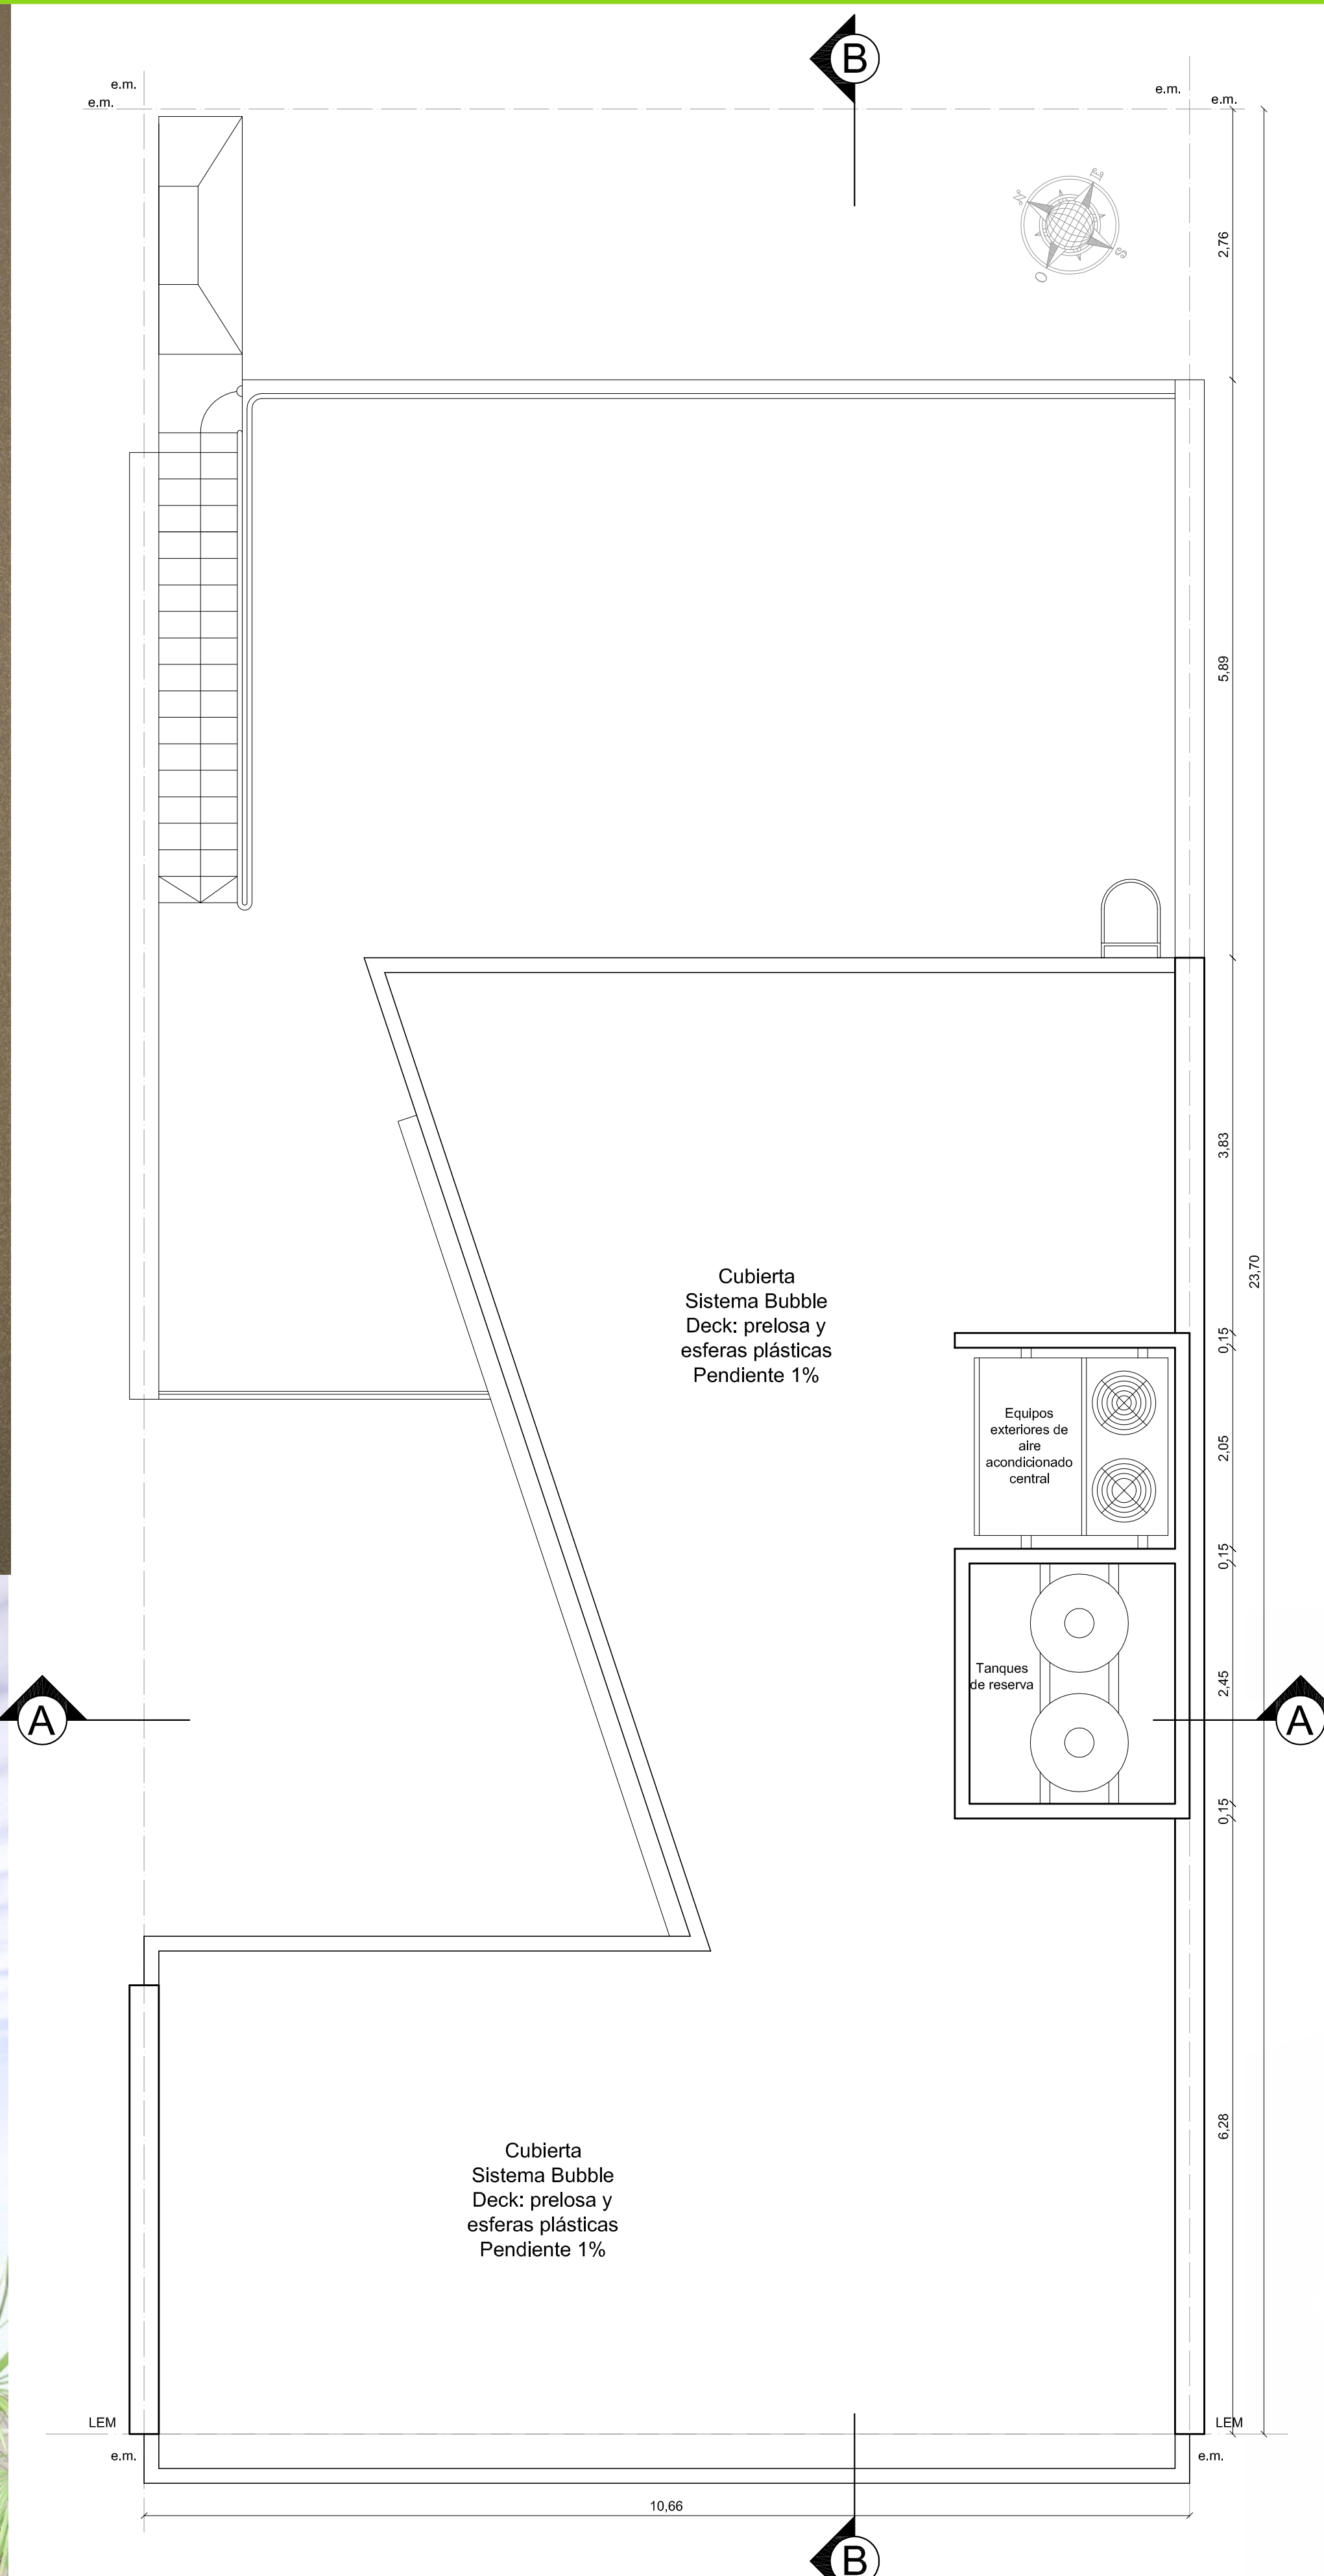 B
e.m.
e.m.
e.m.
e.m.
E
N
S
O
2,76
5,89
3,83
23,70
Cubierta
Sistema Bubble
Deck: prelosa y
esferas plásticas
Pendiente 1%
0,15
Equipos
exteriores de
aire
acondicionado
central
2,05
0,15
Tanques
de reserva
2,45
A
A
0,15
6,28
Cubierta
Sistema Bubble
Deck: prelosa y
esferas plásticas
Pendiente 1%
LEM
LEM
e.m.
e.m.
10,66
B